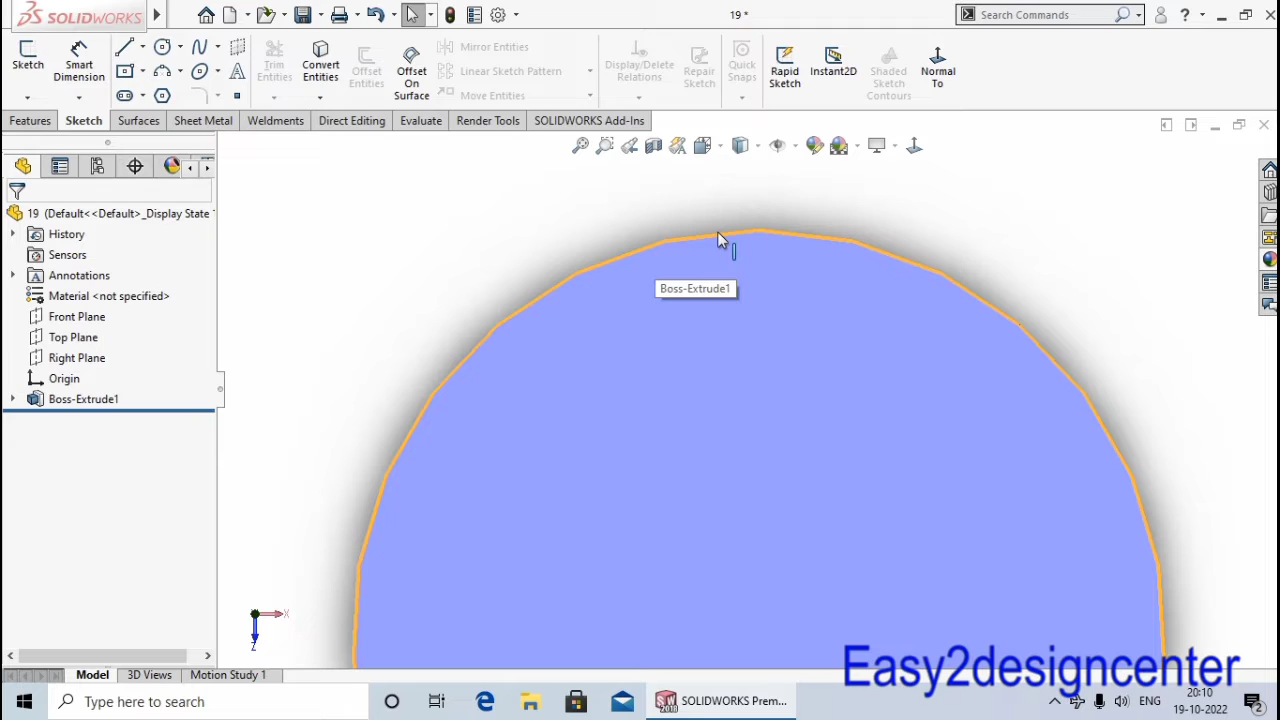 SOLIDWORKS
19 *
Search Commands
?
Sketch
Smart Dimension
Trim Entities
Convert Entities
Offset Entities
Offset On Surface
Mirror Entities
Linear Sketch Pattern
Move Entities
Display/Delete Relations
Repair Sketch
Quick Snaps
Rapid Sketch
Instant2D
Shaded Sketch Contours
Normal To
Features
Sketch
Surfaces
Sheet Metal
Weldments
Direct Editing
Evaluate
Render Tools
SOLIDWORKS Add-Ins
19 (Default<<Default>_Display State
History
Sensors
Annotations
Material <not specified>
Front Plane
Top Plane
Right Plane
Origin
Boss-Extrude1
Boss-Extrude1
X
Z
Model
3D Views
Motion Study 1
Easy2designcenter
Type here to search
SW 2018
SOLIDWORKS Prem...
ENG
20:10
19-10-2022
2